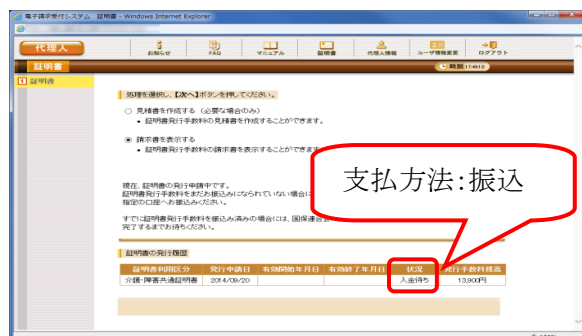 電子請求受付システム 証明書 - Windows Internet Explorer
代理人
お知らせ
FAQ
マニュアル
証明書
代理人情報
ユーザ情報変更
ログアウト
証明書
時刻
1 証明書
処理を選択し、【次へ】ボタンを押してください。
見積書を作成する (必要な場合のみ)
• 証明書発行手数料の見積書を作成することができます。
請求書を表示する
• 証明書発行手数料の請求書を表示することができます
支払方法:振込
現在、証明書の発行申請中です。
証明書発行手数料をまだお振込みになられていない場合に
指定の口座へお振込みください。
すでに証明書発行手数料を振込み済みの場合には、国保連合会
完了するまでお待ちください。
証明書の発行履歴
証明書利用区分 発行申請日 有効開始年月日 有効終了年月日 状況 発行手数料残高
介護・障害共通証明書 2014/09/20 入金待ち 13,900円